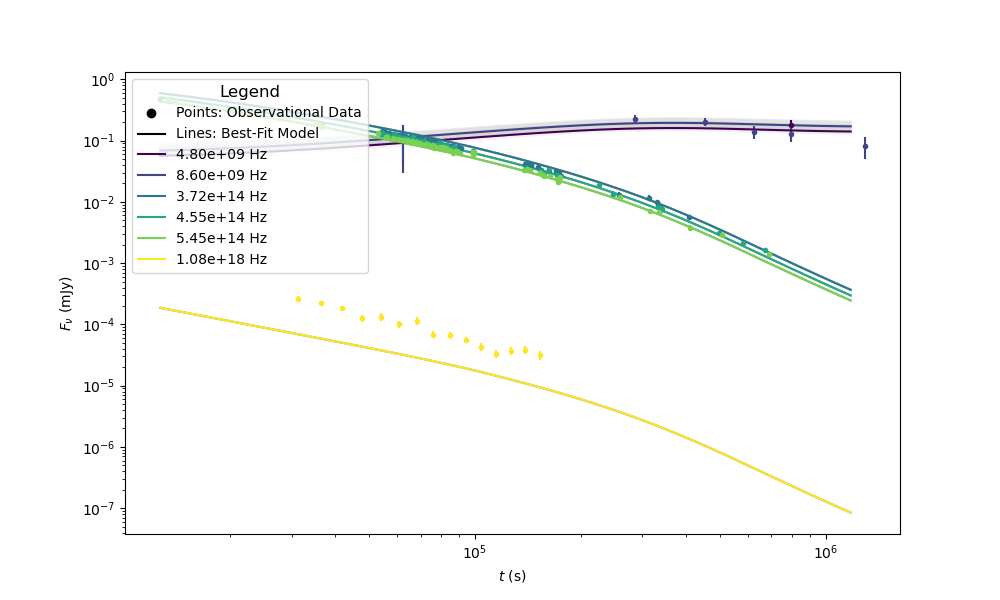 10⁰
10⁻¹
10⁻²
10⁻³
10⁻⁴
10⁻⁵
10⁻⁶
10⁻⁷
Fν (mJy)
Legend
Points: Observational Data
Lines: Best-Fit Model
4.80e+09 Hz
8.60e+09 Hz
3.72e+14 Hz
4.55e+14 Hz
5.45e+14 Hz
1.08e+18 Hz
10⁵
10⁶
t (s)